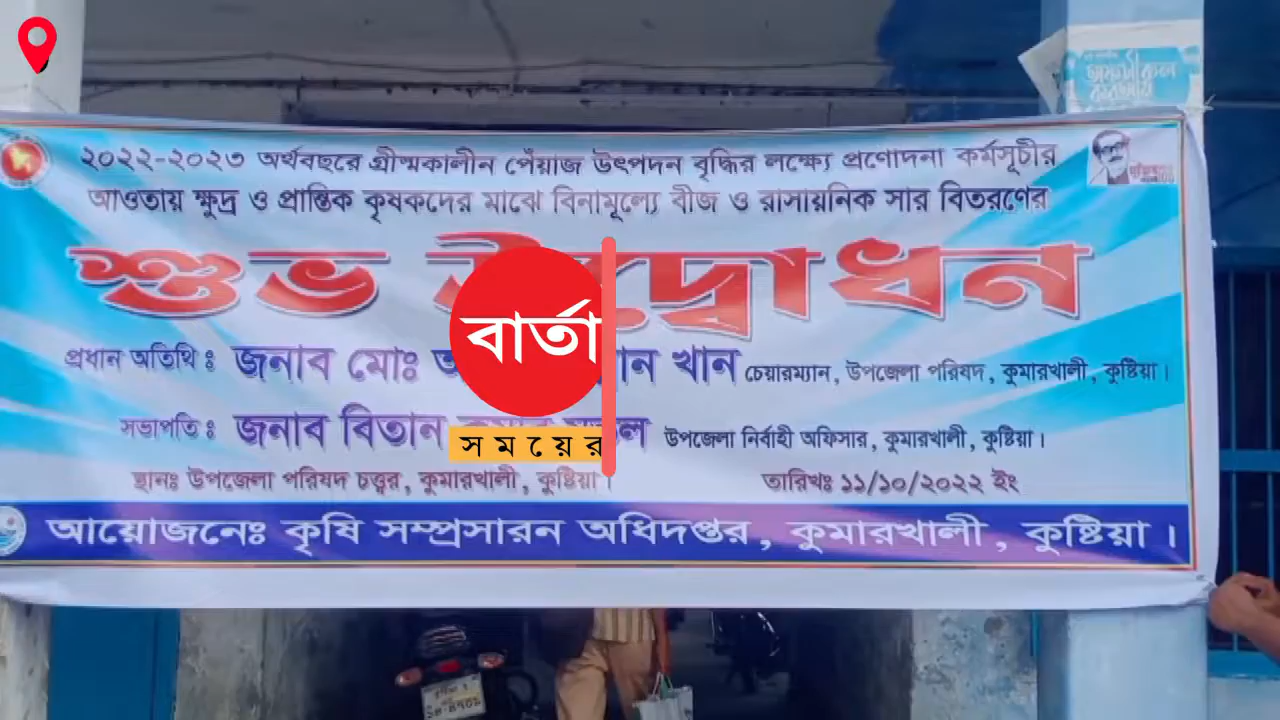 ২০২২-২০২৩ অর্থবছরে গ্রীষ্মকালীন পেঁয়াজ উৎপদন বৃদ্ধির লক্ষ্যে প্রণোদনা কর্মসূচীর
আওতায় ক্ষুদ্র ও প্রান্তিক কৃষকদের মাঝে বিনামূল্যে বীজ ও রাসায়নিক সার বিতরণের
শুভ
বার্তা
প্রধান অতিথি ঃ জনাব মোঃ খান চেয়ারম্যান, উপজেলা পরিষদ, কুমারখালী, কুষ্টিয়া।
সভাপতি ঃ জনাব বিতান উপজেলা নির্বাহী অফিসার, কুমারখালী, কুষ্টিয়া।
সময়ের
স্থানঃ উপজেলা পরিষদ চত্ত্বর, কুমারখালী, কুষ্টিয়া। তারিখঃ ১১/১০/২০২২ ইং
আয়োজনেঃ কৃষি সম্প্রসারন অধিদপ্তর, কুমারখালী, কুষ্টিয়া।